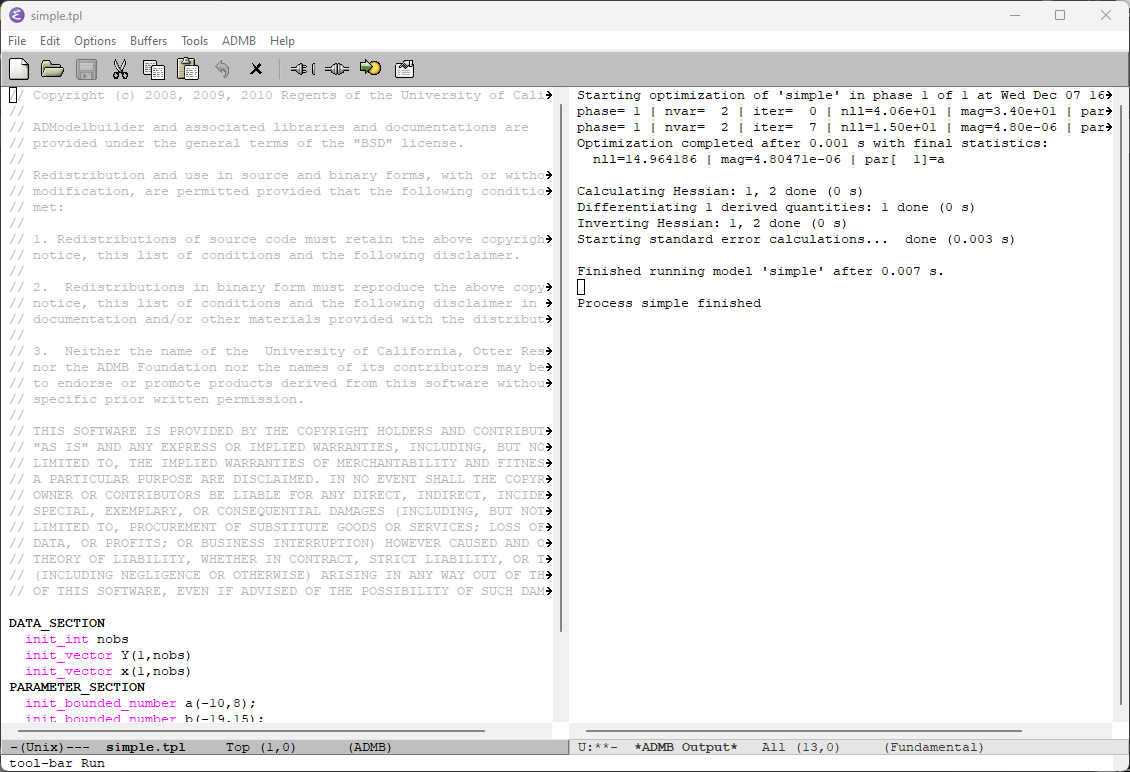 simple.tpl
File Edit Options Buffers Tools ADMB Help
// Copyright (c) 2008, 2009, 2010 Regents of the University of Cali
//
// ADModelbuilder and associated libraries and documentations are
// provided under the general terms of the "BSD" license.
//
// Redistribution and use in source and binary forms, with or witho
// modification, are permitted provided that the following conditio
// met:
//
// 1. Redistributions of source code must retain the above copyrigh
// notice, this list of conditions and the following disclaimer.
//
// 2.  Redistributions in binary form must reproduce the above copy
// notice, this list of conditions and the following disclaimer in
// documentation and/or other materials provided with the distribut
//
// 3.  Neither the name of the  University of California, Otter Res
// nor the ADMB Foundation nor the names of its contributors may be
// to endorse or promote products derived from this software withou
// specific prior written permission.
//
// THIS SOFTWARE IS PROVIDED BY THE COPYRIGHT HOLDERS AND CONTRIBUT
// "AS IS" AND ANY EXPRESS OR IMPLIED WARRANTIES, INCLUDING, BUT NO
// LIMITED TO, THE IMPLIED WARRANTIES OF MERCHANTABILITY AND FITNES
// A PARTICULAR PURPOSE ARE DISCLAIMED. IN NO EVENT SHALL THE COPYR
// OWNER OR CONTRIBUTORS BE LIABLE FOR ANY DIRECT, INDIRECT, INCIDE
// SPECIAL, EXEMPLARY, OR CONSEQUENTIAL DAMAGES (INCLUDING, BUT NOT
// LIMITED TO, PROCUREMENT OF SUBSTITUTE GOODS OR SERVICES; LOSS OF
// DATA, OR PROFITS; OR BUSINESS INTERRUPTION) HOWEVER CAUSED AND O
// THEORY OF LIABILITY, WHETHER IN CONTRACT, STRICT LIABILITY, OR T
// (INCLUDING NEGLIGENCE OR OTHERWISE) ARISING IN ANY WAY OUT OF TH
// OF THIS SOFTWARE, EVEN IF ADVISED OF THE POSSIBILITY OF SUCH DAM
DATA_SECTION
init_int nobs
init_vector Y(1,nobs)
init_vector x(1,nobs)
PARAMETER_SECTION
init_bounded_number a(-10,8);
init_bounded_number b(-19,15);
-(Unix)---  simple.tpl     Top (1,0)      (ADMB)
Starting optimization of 'simple' in phase 1 of 1 at Wed Dec 07 16
phase= 1 | nvar=  2 | iter=  0 | nll=4.06e+01 | mag=3.40e+01 | par
phase= 1 | nvar=  2 | iter=  7 | nll=1.50e+01 | mag=4.80e-06 | par
Optimization completed after 0.001 s with final statistics:
nll=14.964186 | mag=4.80471e-06 | par[  1]=a
Calculating Hessian: 1, 2 done (0 s)
Differentiating 1 derived quantities: 1 done (0 s)
Inverting Hessian: 1, 2 done (0 s)
Starting standard error calculations...  done (0.003 s)
Finished running model 'simple' after 0.007 s.
Process simple finished
U:**-  *ADMB Output*   All (13,0)     (Fundamental)
tool-bar Run